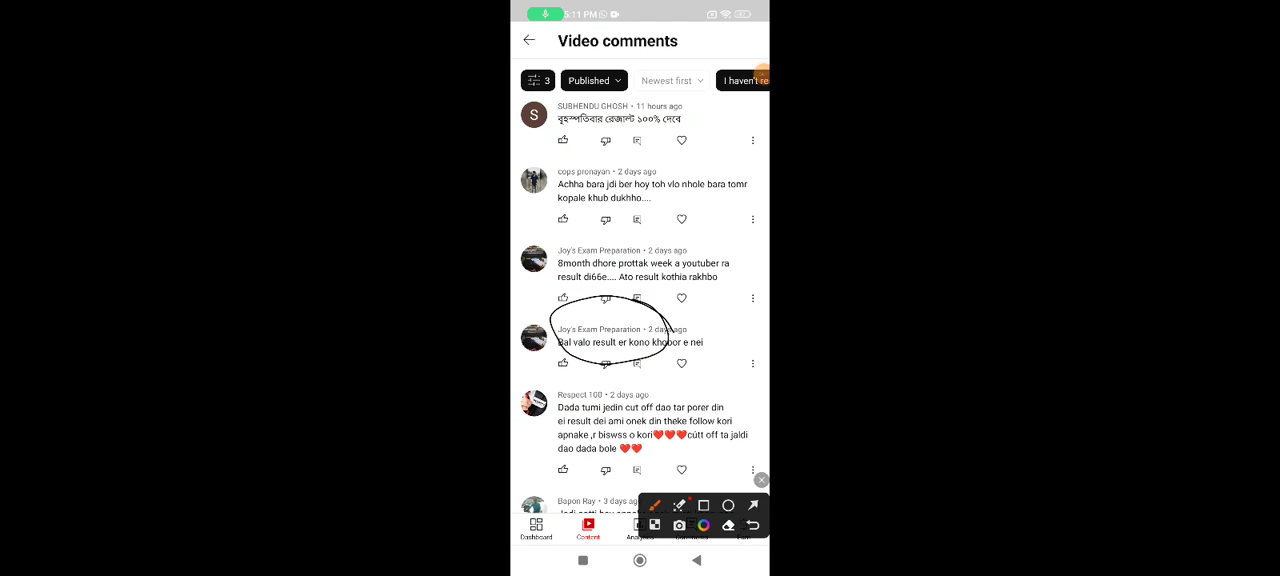 5:11 PM
Video comments
3
Published
Newest first
I haven't re
S
SUBHENDU GHOSH • 11 hours ago
বৃহস্পতিবার রেজাল্ট ১০০% দেবে
cops pronayan • 2 days ago
Achha bara jdi ber hoy toh vlo nhole bara tomr
kopale khub dukhho....
Joy's Exam Preparation • 2 days ago
8month dhore prottak week a youtuber ra
result di66e.... Ato result kothia rakhbo
Joy's Exam Preparation • 2 days ago
Bal valo result er kono khobor e nei
Respect 100 • 2 days ago
Dada tumi jedin cut off dao tar porer din
ei result dei ami onek din theke follow kori
apnake ,r biswss o kori❤️❤️❤️cútt off ta jaldi
dao dada bole ❤️❤️
Bapon Ray • 3 days ago
Dashboard
Content